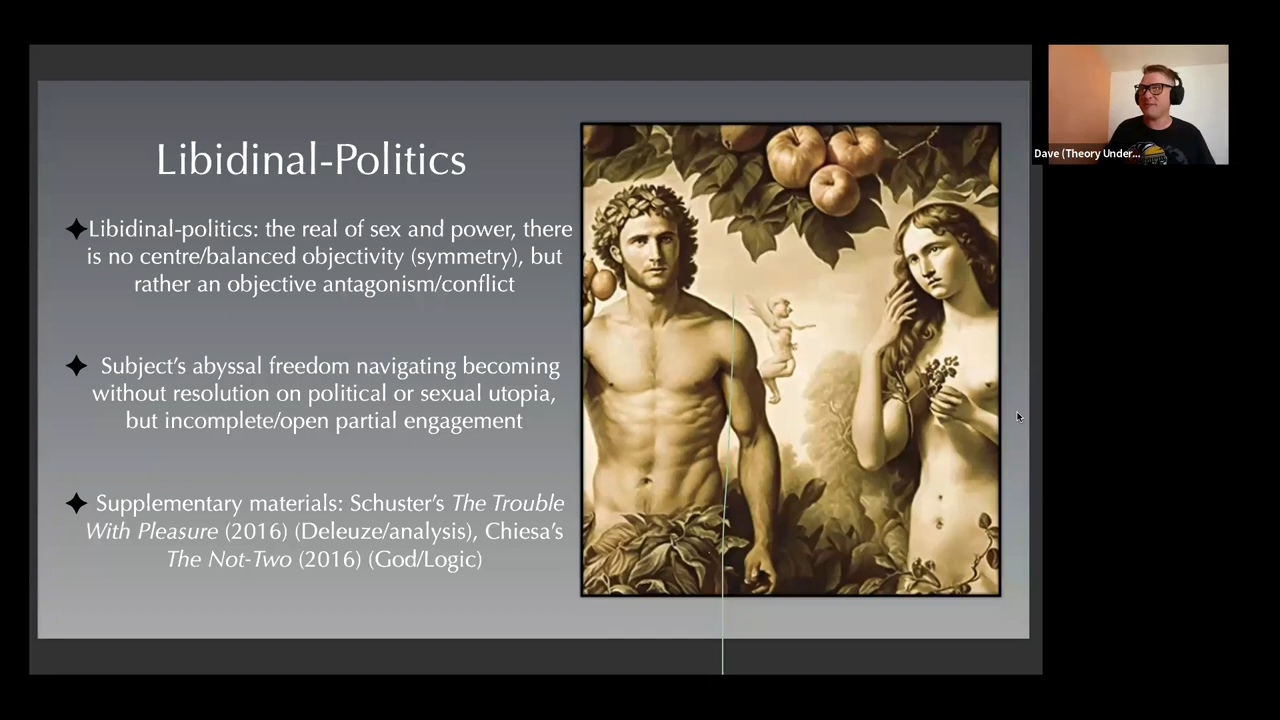 Libidinal-Politics
✦Libidinal-politics: the real of sex and power, there
is no centre/balanced objectivity (symmetry), but
rather an objective antagonism/conflict
✦ Subject's abyssal freedom navigating becoming
without resolution on political or sexual utopia,
but incomplete/open partial engagement
✦ Supplementary materials: Schuster's The Trouble
With Pleasure (2016) (Deleuze/analysis), Chiesa's
The Not-Two (2016) (God/Logic)
Dave (Theory Under...